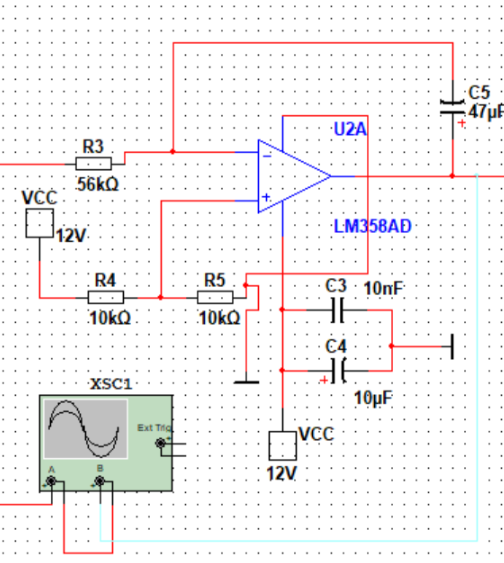 C5
47µF
+
U2A
R3
56kΩ
−
+
VCC
12V
LM358AD
R4
10kΩ
R5
10kΩ
C3
10nF
C4
+
10µF
XSC1
Ext Trig
+
A
B
+
+
VCC
12V